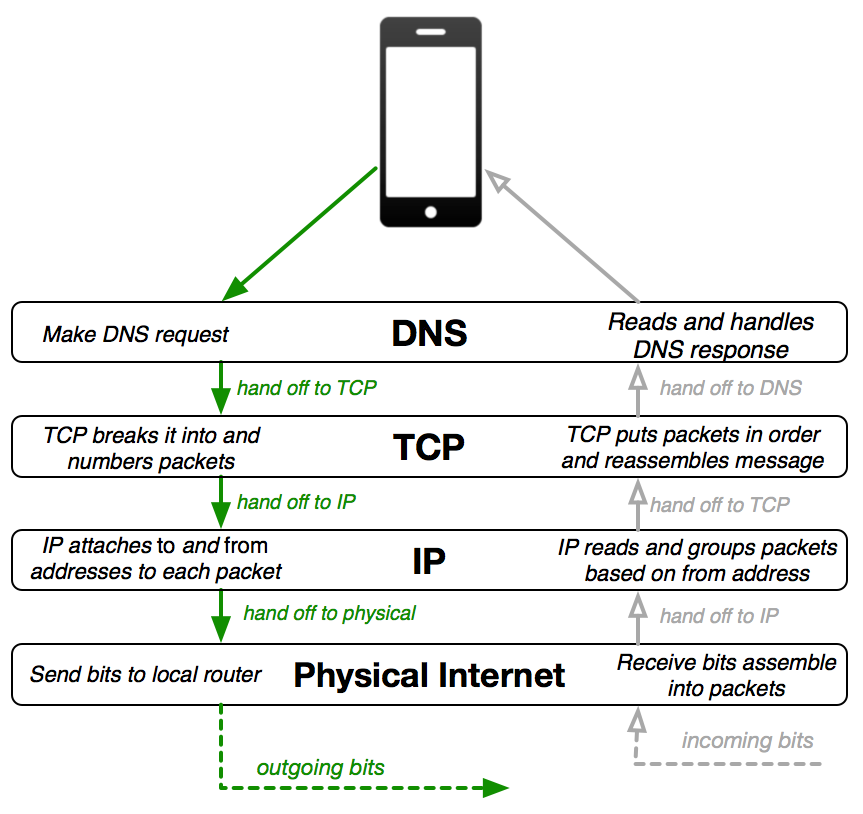 Make DNS request
DNS
Reads and handles
DNS response
hand off to TCP
hand off to DNS
TCP breaks it into and
numbers packets
TCP
TCP puts packets in order
and reassembles message
hand off to IP
hand off to TCP
IP attaches to and from
addresses to each packet
IP
IP reads and groups packets
based on from address
hand off to physical
hand off to IP
Send bits to local router
Physical Internet
Receive bits assemble
into packets
outgoing bits
incoming bits